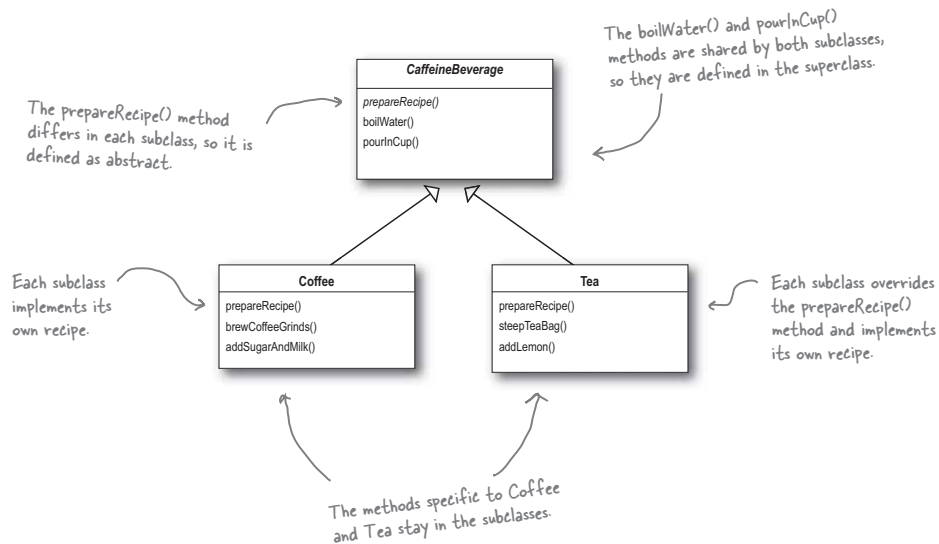 The boilWater() and pourInCup()
methods are shared by both subclasses,
so they are defined in the superclass.
CaffeineBeverage
prepareRecipe()
boilWater()
pourInCup()
The prepareRecipe() method
differs in each subclass, so it is
defined as abstract.
Coffee
prepareRecipe()
brewCoffeeGrinds()
addSugarAndMilk()
Tea
prepareRecipe()
steepTeaBag()
addLemon()
Each subclass
implements its
own recipe.
Each subclass overrides
the prepareRecipe()
method and implements
its own recipe.
The methods specific to Coffee
and Tea stay in the subclasses.